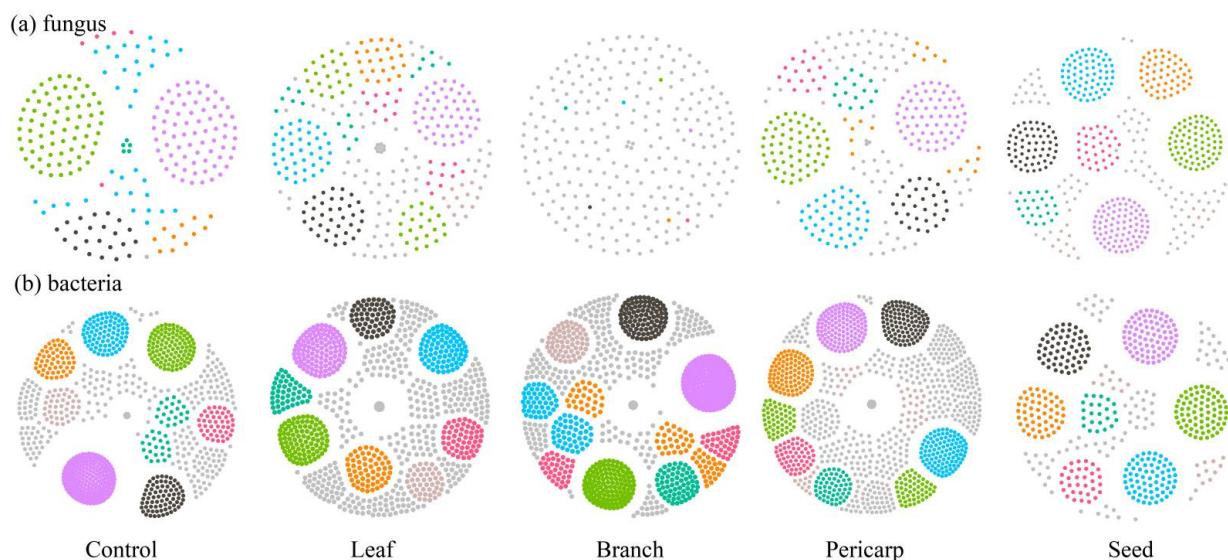 (a) fungus
(b) bacteria
Control
Leaf
Branch
Pericarp
Seed